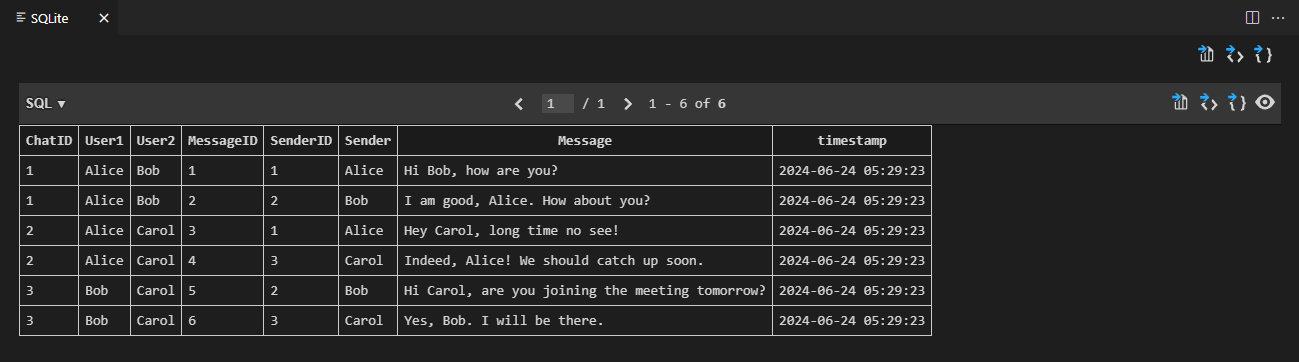 SQLite
SQL ▼ 1 / 1 1 - 6 of 6
ChatID User1 User2 MessageID SenderID Sender Message timestamp
1 Alice Bob 1 1 Alice Hi Bob, how are you? 2024-06-24 05:29:23
1 Alice Bob 2 2 Bob I am good, Alice. How about you? 2024-06-24 05:29:23
2 Alice Carol 3 1 Alice Hey Carol, long time no see! 2024-06-24 05:29:23
2 Alice Carol 4 3 Carol Indeed, Alice! We should catch up soon. 2024-06-24 05:29:23
3 Bob Carol 5 2 Bob Hi Carol, are you joining the meeting tomorrow? 2024-06-24 05:29:23
3 Bob Carol 6 3 Carol Yes, Bob. I will be there. 2024-06-24 05:29:23